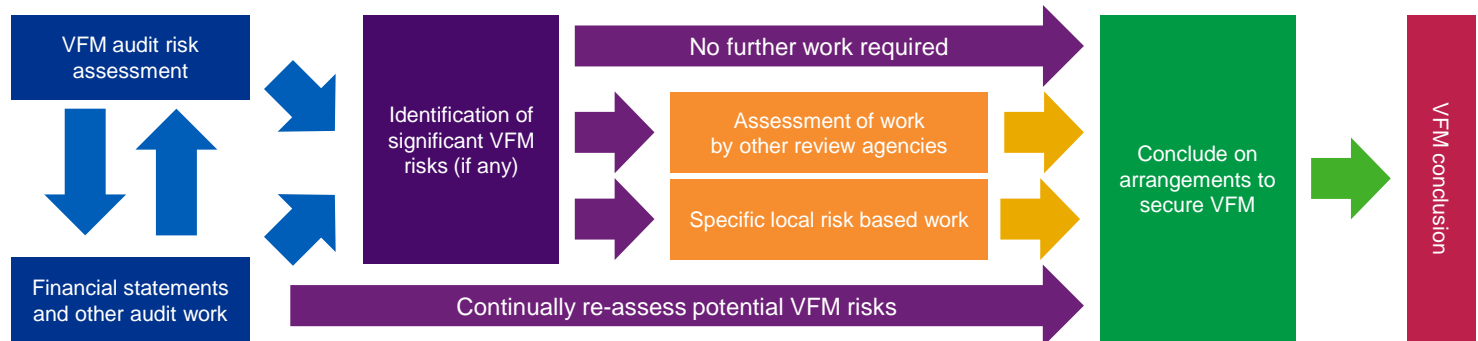 VFM audit risk
assessment
Financial statements
and other audit work
Identification of
significant VFM
risks (if any)
No further work required
Assessment of work
by other review agencies
Specific local risk based work
Continually re-assess potential VFM risks
Conclude on
arrangements to
secure VFM
VFM conclusion